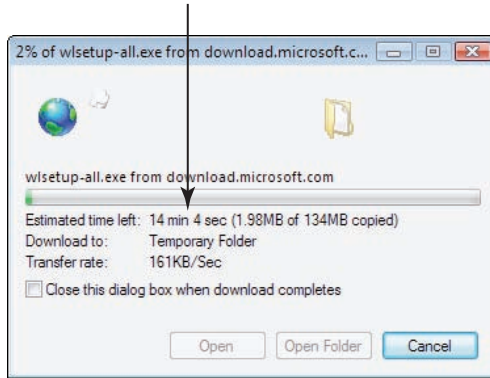 2% of wlsetup-all.exe from download.microsoft.c...
wlsetup-all.exe from download.microsoft.com
Estimated time left: 14 min 4 sec (1.98MB of 134MB copied)
Download to: Temporary Folder
Transfer rate: 161KB/Sec
Close this dialog box when download completes
Open Open Folder Cancel